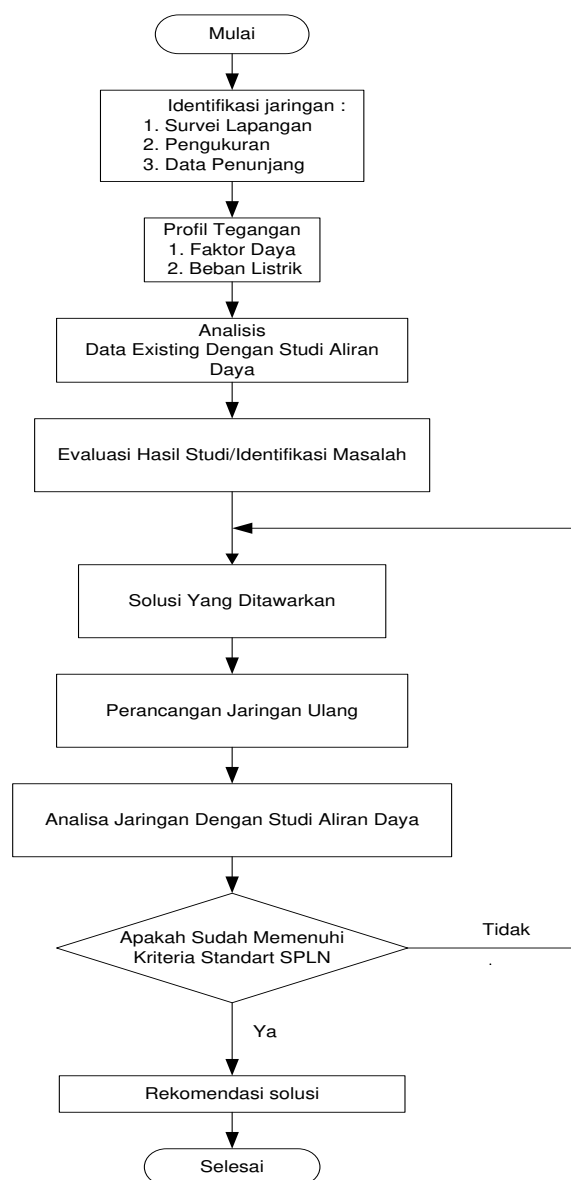 Mulai
Identifikasi jaringan :
1. Survei Lapangan
2. Pengukuran
3. Data Penunjang
Profil Tegangan
1. Faktor Daya
2. Beban Listrik
Analisis
Data Existing Dengan Studi Aliran
Daya
Evaluasi Hasil Studi/Identifikasi Masalah
Solusi Yang Ditawarkan
Perancangan Jaringan Ulang
Analisa Jaringan Dengan Studi Aliran Daya
Apakah Sudah Memenuhi
Kriteria Standart SPLN
Tidak
.
Ya
Rekomendasi solusi
Selesai